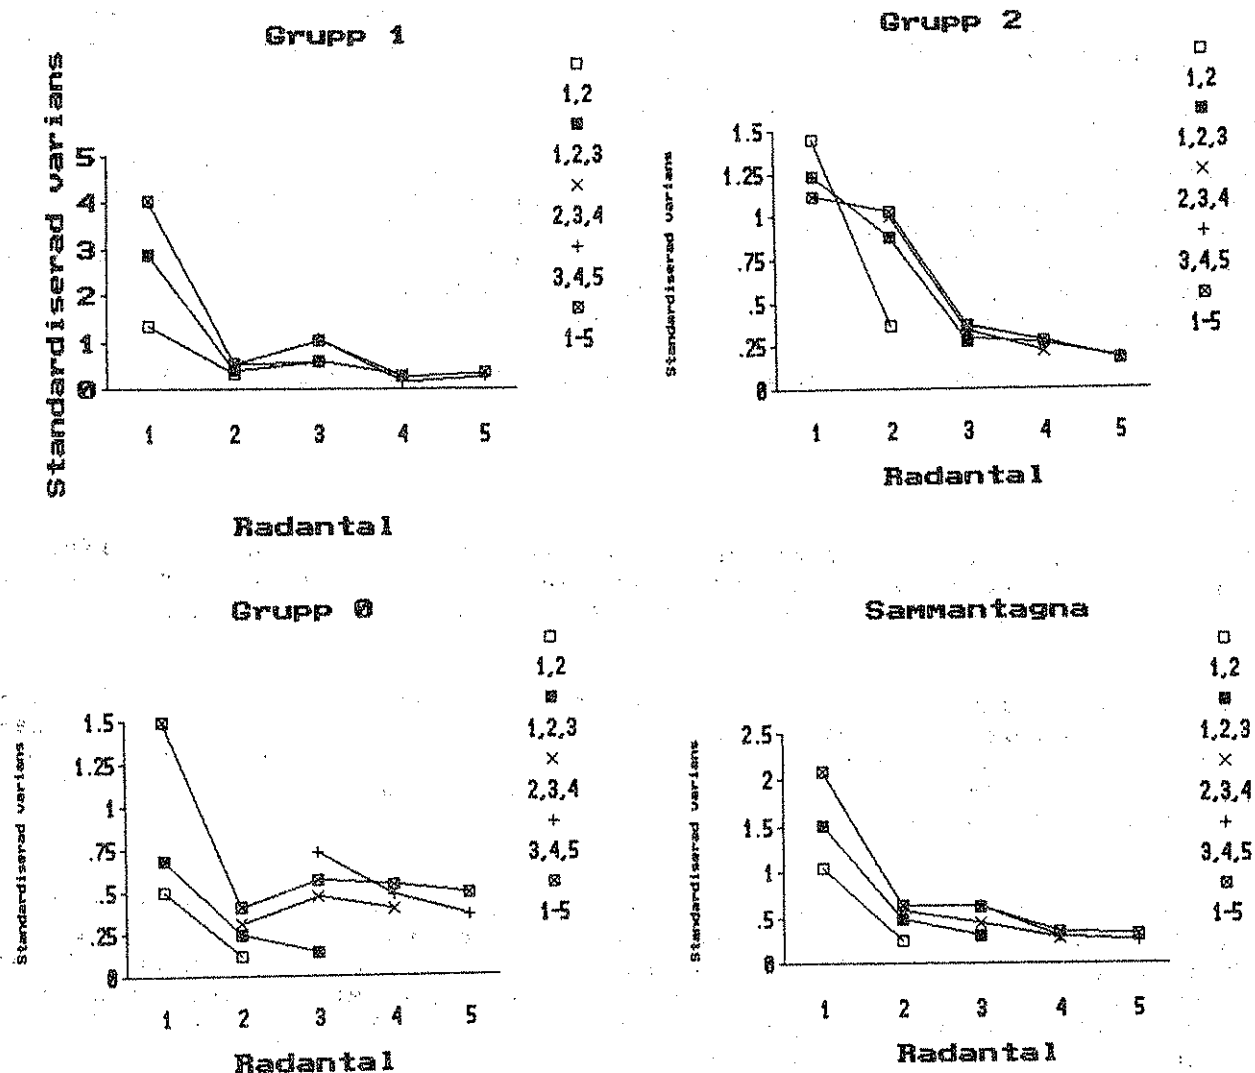 Grupp 1
Standardiserad varians
5
4
3
2
1
0
1 2 3 4 5
Radantal
1,2
1,2,3
2,3,4
3,4,5
1-5
Grupp 2
Standardiserad varians
1.5
1.25
1
.75
.5
.25
0
1 2 3 4 5
Radantal
1,2
1,2,3
2,3,4
3,4,5
1-5
Grupp 0
Standardiserad varians
1.5
1.25
1
.75
.5
.25
0
1 2 3 4 5
Radantal
1,2
1,2,3
2,3,4
3,4,5
1-5
Sammantagna
Standardiserad varians
2.5
2
1.5
1
.5
0
1 2 3 4 5
Radantal
1,2
1,2,3
2,3,4
3,4,5
1-5